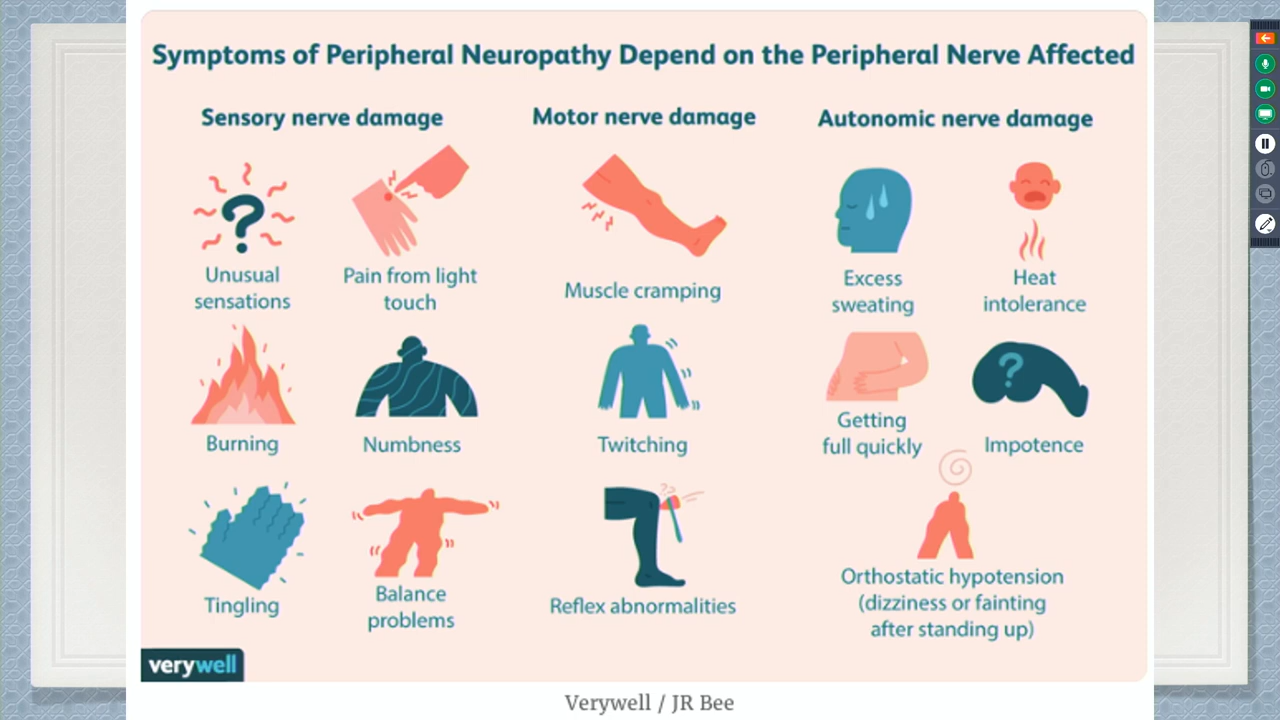 Symptoms of Peripheral Neuropathy Depend on the Peripheral Nerve Affected
Sensory nerve damage
?
Unusual
sensations
Pain from light
touch
Burning
Numbness
Tingling
Balance
problems
Motor nerve damage
Muscle cramping
Twitching
??
Reflex abnormalities
Autonomic nerve damage
Excess
sweating
Heat
intolerance
Getting
full quickly
?
Impotence
Orthostatic hypotension
(dizziness or fainting
after standing up)
verywell
Verywell / JR Bee